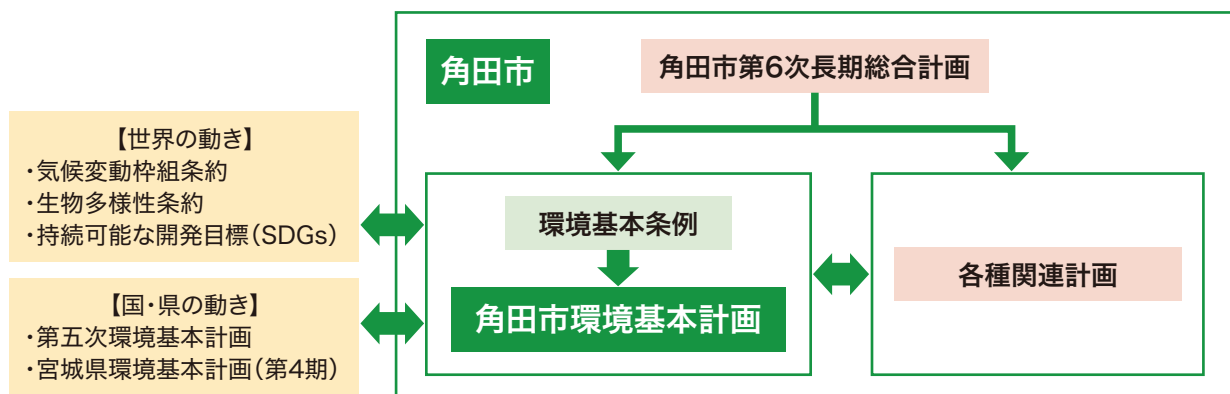 角田市
角田市第6次長期総合計画
【世界の動き】
・気候変動枠組条約
・生物多様性条約
・持続可能な開発目標(SDGs)
【国・県の動き】
・第五次環境基本計画
・宮城県環境基本計画(第4期)
環境基本条例
角田市環境基本計画
各種関連計画